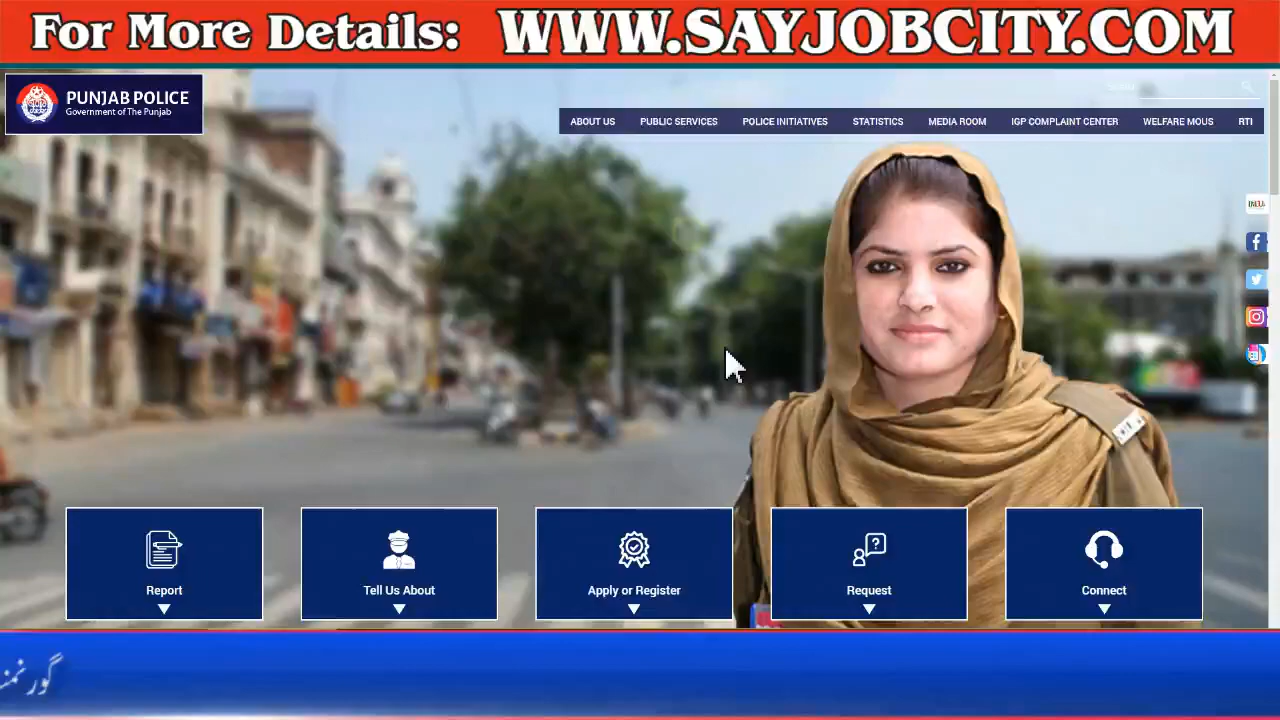 For More Details: WWW.SAYJOBCITY.COM
PUNJAB POLICE
Government of The Punjab
ABOUT US PUBLIC SERVICES POLICE INITIATIVES STATISTICS MEDIA ROOM IGP COMPLAINT CENTER WELFARE MOUS RTI
Report
Tell Us About
Apply or Register
Request
Connect